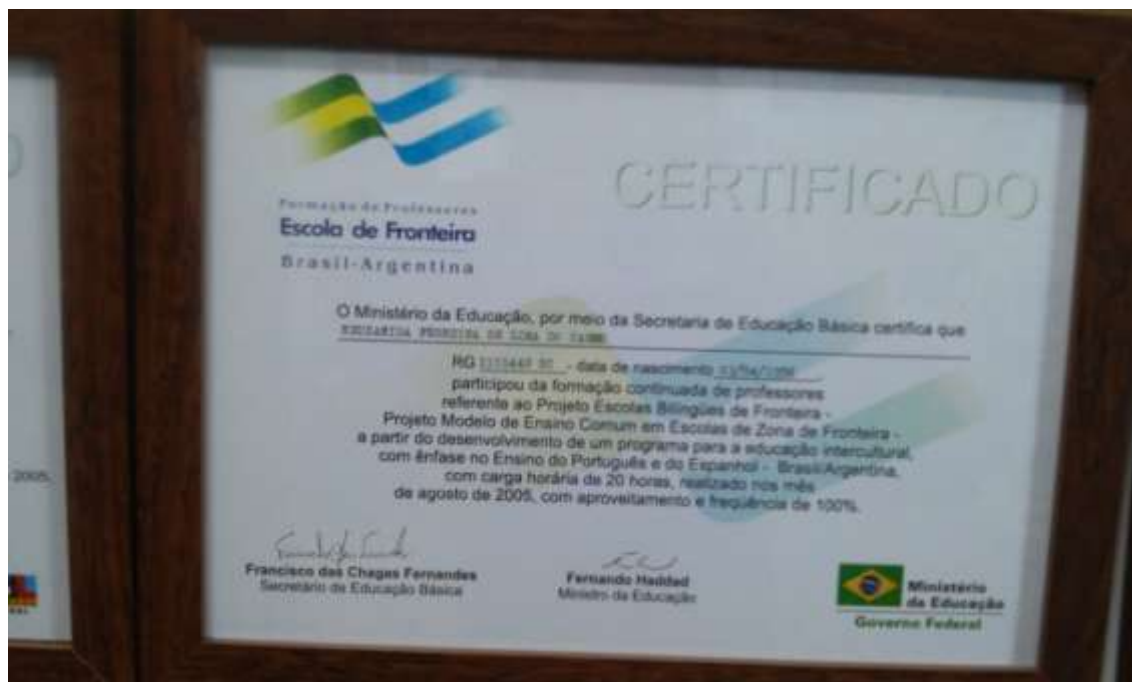 CERTIFICADO
Formação de Professores
Escola de Fronteira
Brasil-Argentina
O Ministério da Educação, por meio da Secretaria de Educação Básica certifica que
RG - data de nascimento
participou da formação continuada de professores
referente ao Projeto Escolas Bilíngües de Fronteira -
Projeto Modelo de Ensino Comum em Escolas de Zona de Fronteira -
a partir do desenvolvimento de um programa para a educação intercultural,
com ênfase no Ensino do Português e do Espanhol - Brasil/Argentina,
com carga horária de 20 horas, realizado nos mês
de agosto de 2005, com aproveitamento e freqüência de 100%.
Francisco das Chagas Fernandes
Secretário de Educação Básica
Fernando Haddad
Ministro da Educação
Ministério
da Educação
Governo Federal
2005,